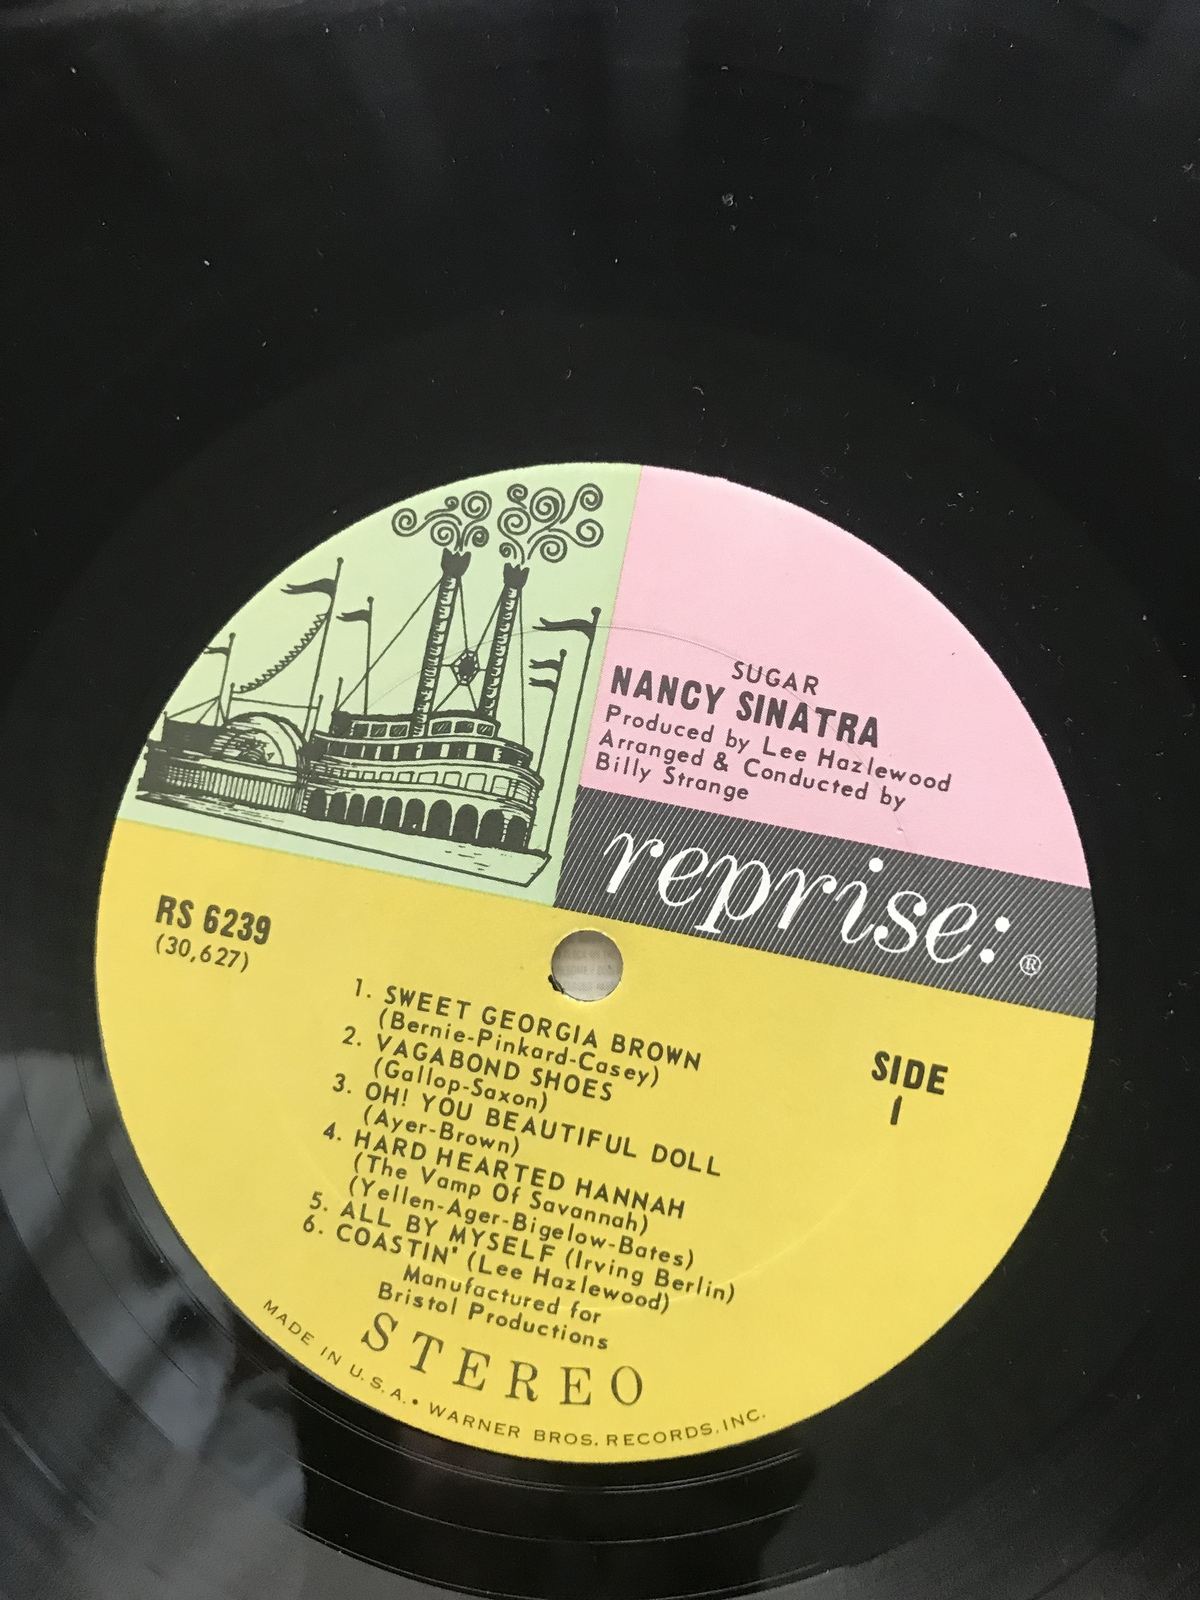 SUGAR
NANCY SINATRA
Produced by Lee Hazlewood
Arranged & Conducted by
Billy Strange
reprise:®
RS 6239
(30,627)
SIDE
1
1. SWEET GEORGIA BROWN
(Bernie-Pinkard-Casey)
2. VAGABOND SHOES
(Gallop-Saxon)
3. OH! YOU BEAUTIFUL DOLL
(Ayer-Brown)
4. HARD HEARTED HANNAH
(The Vamp Of Savannah)
(Yellen-Ager-Bigelow-Bates)
5. ALL BY MYSELF (Irving Berlin)
6. COASTIN' (Lee Hazlewood)
Manufactured for
Bristol Productions
STEREO
MADE IN U.S.A. • WARNER BROS. RECORDS, INC.